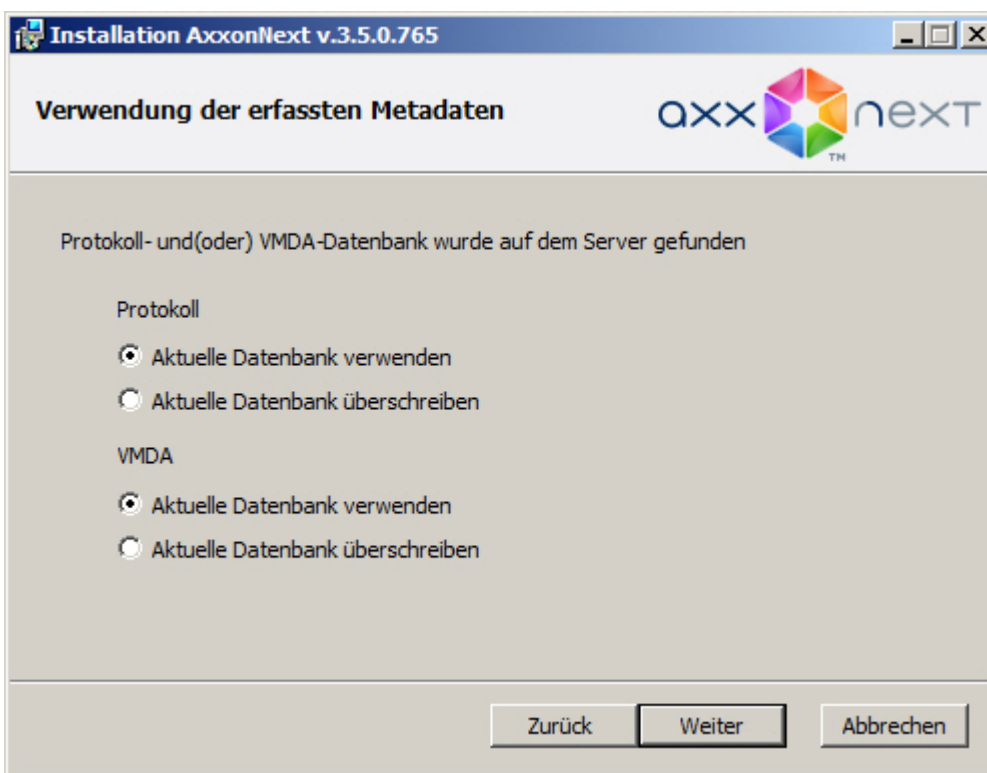 Installation AxxonNext v.3.5.0.765
Verwendung der erfassten Metadaten
axx next
TM
Protokoll- und(oder) VMDA-Datenbank wurde auf dem Server gefunden
Protokoll
Aktuelle Datenbank verwenden
Aktuelle Datenbank überschreiben
VMDA
Aktuelle Datenbank verwenden
Aktuelle Datenbank überschreiben
Zurück Weiter Abbrechen